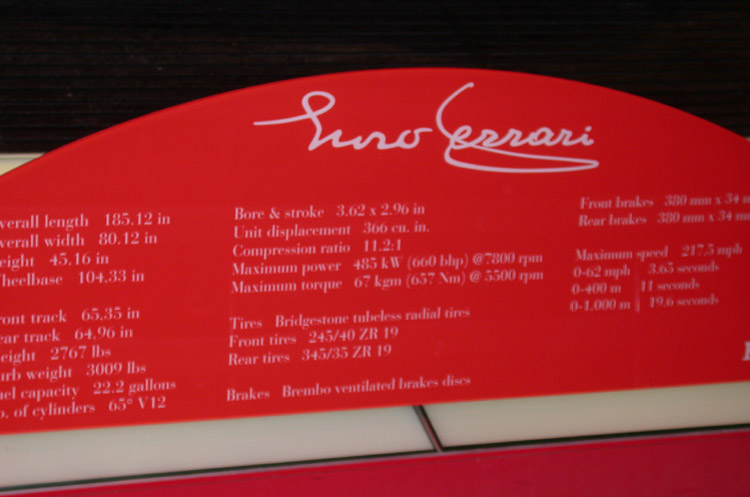 Enzo Ferrari
verall length 185.12 in
verall width 80.12 in
eight 45.16 in
heelbase 104.33 in
ront track 65.35 in
ear track 64.96 in
eight 2767 lbs
urb weight 3009 lbs
uel capacity 22.2 gallons
o. of cylinders 65° V12
Bore & stroke 3.62 x 2.96 in
Unit displacement 366 cu. in.
Compression ratio 11.2:1
Maximum power 485 kW (660 bhp) @7800 rpm
Maximum torque 67 kgm (657 Nm) @ 5500 rpm
Tires Bridgestone tubeless radial tires
Front tires 245/40 ZR 19
Rear tires 345/35 ZR 19
Brakes Brembo ventilated brakes discs
Front brakes 380 mm x 34 m
Rear brakes 380 mm x 34 m
Maximum speed 217.5 mph
0-62 mph 3.65 seconds
0-400 m 11 seconds
0-1.000 m 19.6 seconds